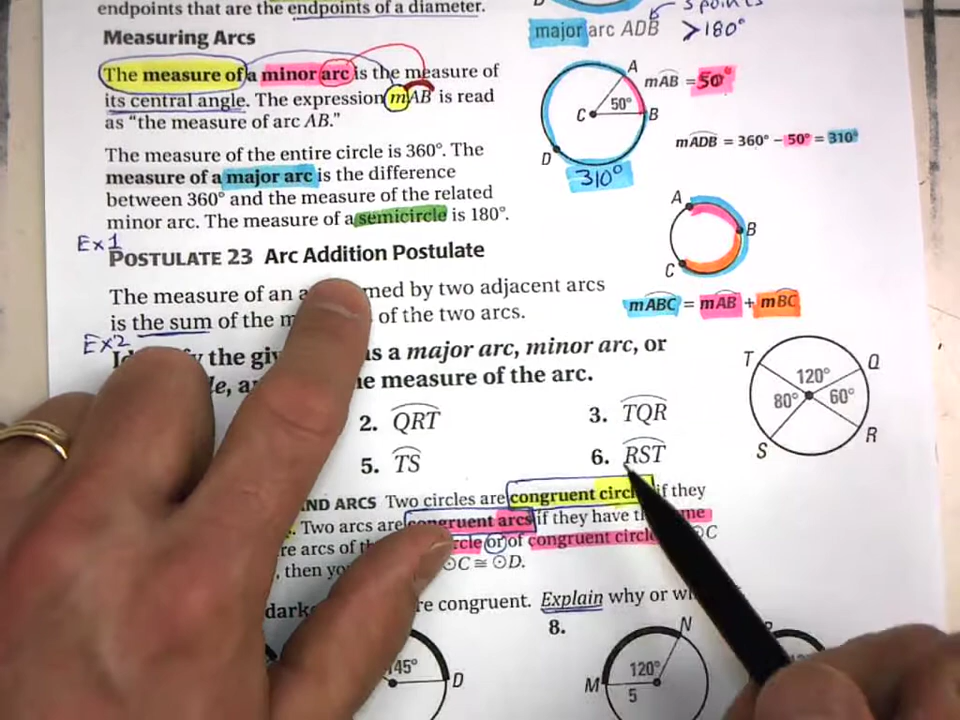 endpoints that are the endpoints of a diameter.
major arc ADB >180°
Measuring Arcs
The measure of a minor arc is the measure of
its central angle. The expression mAB is read
as “the measure of arc AB.”
A
mAB = 50°
50°
C
B
D
310°
mADB = 360° − 50° = 310°
The measure of the entire circle is 360°. The
measure of a major arc is the difference
between 360° and the measure of the related
minor arc. The measure of a semicircle is 180°.
A
B
C
Ex 1
POSTULATE 23 Arc Addition Postulate
The measure of an a med by two adjacent arcs
is the sum of the m of the two arcs.
mABC = mAB + mBC
Ex 2
the giv s a major arc, minor arc, or
le, a e measure of the arc.
2. QRT
3. TQR
5. TS
6. RST
T
Q
120°
80°
60°
S
R
ND ARCS Two circles are congruent circl if they
. Two arcs are congruent arcs if they have th me
re arcs of th rcle or of congruent circl
⊙C ≅ ⊙D.
, then yo
C
dark re congruent. Explain why or w
8.
145°
D
N
120°
M
5